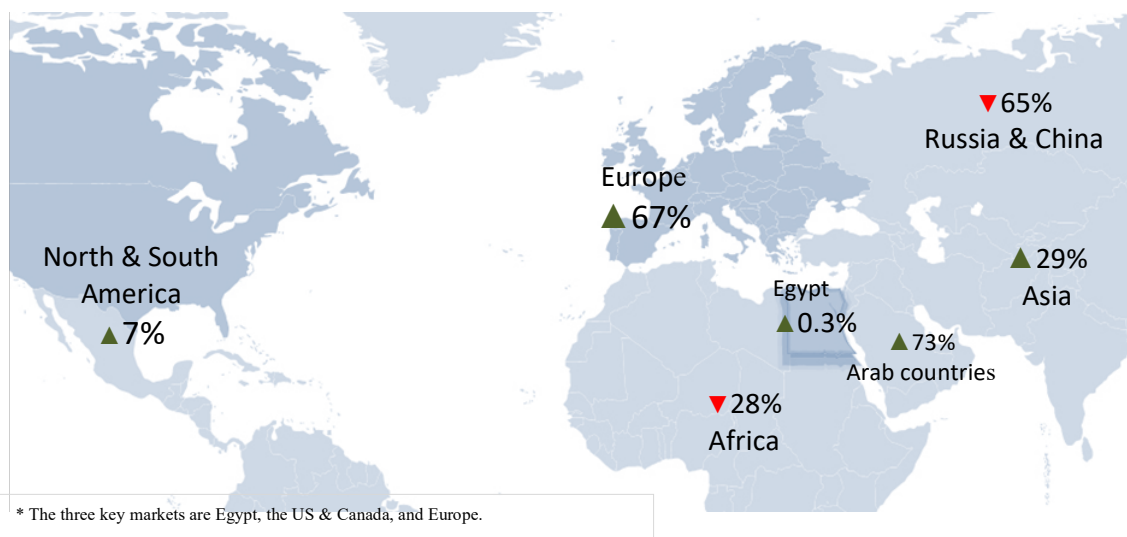 ▼ 65%
Russia & China
Europe
▲ 67%
North & South
America
▲ 7%
▲ 29%
Asia
Egypt
▲ 0.3%
▲ 73%
Arab countries
▼ 28%
Africa
* The three key markets are Egypt, the US & Canada, and Europe.